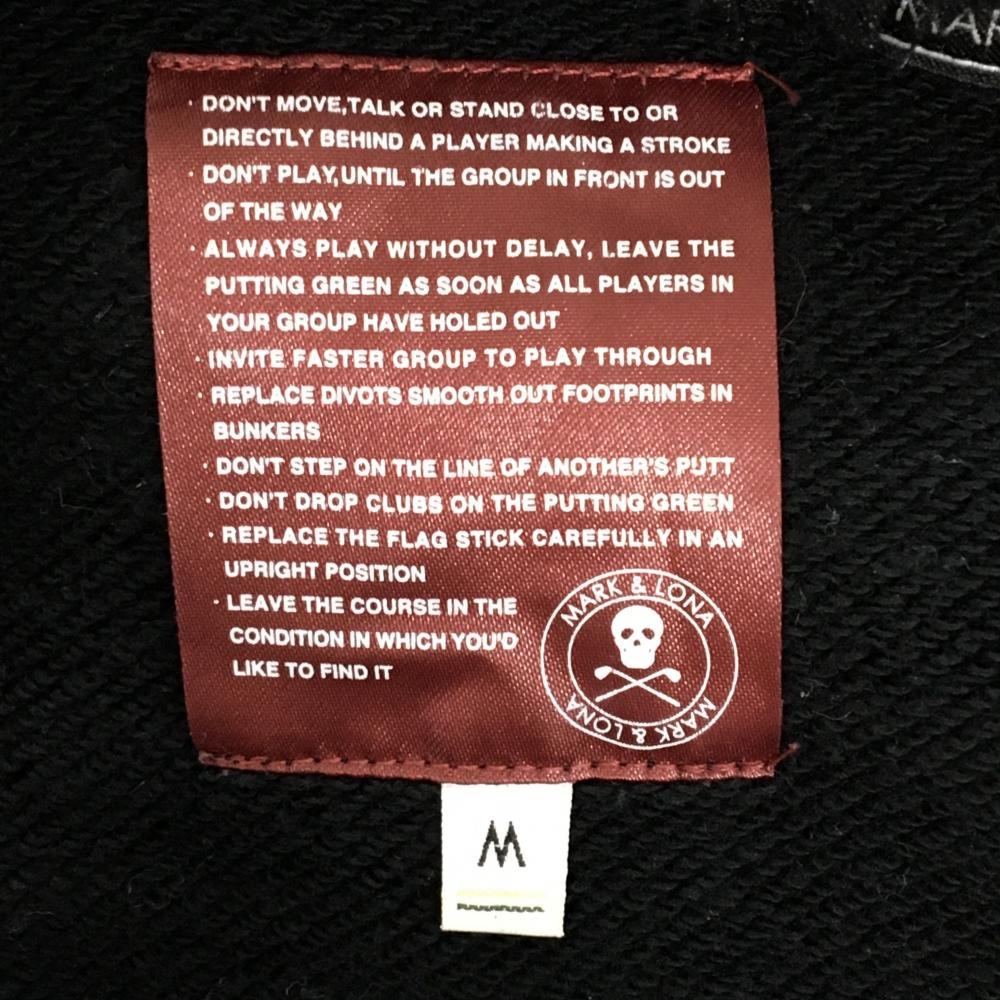 MAR
· DON'T MOVE,TALK OR STAND CLOSE TO OR
DIRECTLY BEHIND A PLAYER MAKING A STROKE
· DON'T PLAY,UNTIL THE GROUP IN FRONT IS OUT
OF THE WAY
· ALWAYS PLAY WITHOUT DELAY, LEAVE THE
PUTTING GREEN AS SOON AS ALL PLAYERS IN
YOUR GROUP HAVE HOLED OUT
· INVITE FASTER GROUP TO PLAY THROUGH
· REPLACE DIVOTS SMOOTH OUT FOOTPRINTS IN
BUNKERS
· DON'T STEP ON THE LINE OF ANOTHER'S PUTT
· DON'T DROP CLUBS ON THE PUTTING GREEN
· REPLACE THE FLAG STICK CAREFULLY IN AN
UPRIGHT POSITION
· LEAVE THE COURSE IN THE
CONDITION IN WHICH YOU'D
LIKE TO FIND IT
MARK & LONA
MARK & LONA
M